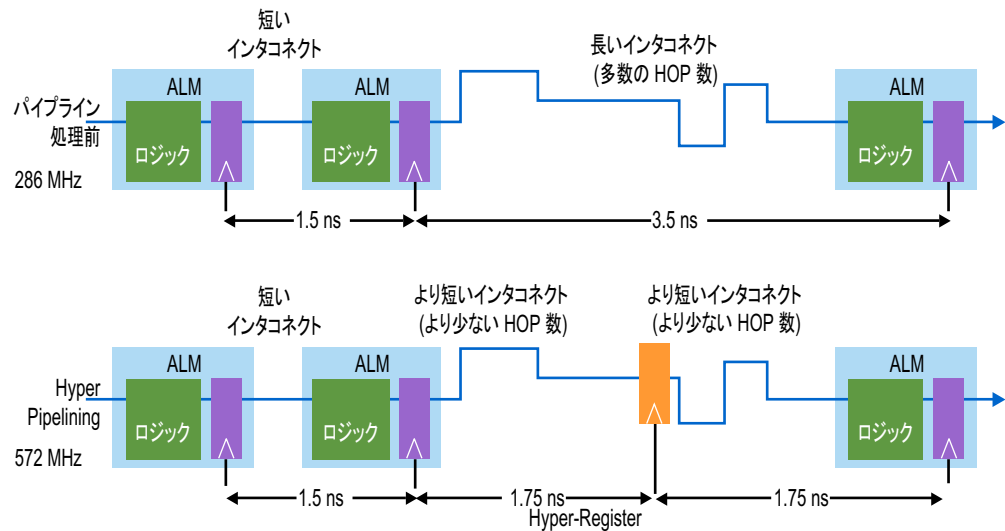 短い
インタコネクト
長いインタコネクト
(多数の HOP 数)
ALM
ALM
ALM
パイプライン
処理前
ロジック
ロジック
ロジック
286 MHz
1.5 ns
3.5 ns
短い
インタコネクト
より短いインタコネクト
(より少ない HOP 数)
より短いインタコネクト
(より少ない HOP 数)
ALM
ALM
ALM
Hyper
Pipelining
ロジック
ロジック
ロジック
572 MHz
1.5 ns
1.75 ns
1.75 ns
Hyper-Register